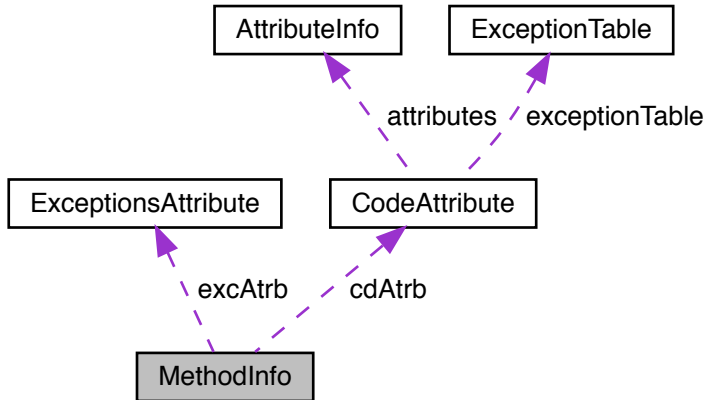 AttributeInfo
ExceptionTable
attributes
exceptionTable
ExceptionsAttribute
CodeAttribute
excAtrb
cdAtrb
MethodInfo